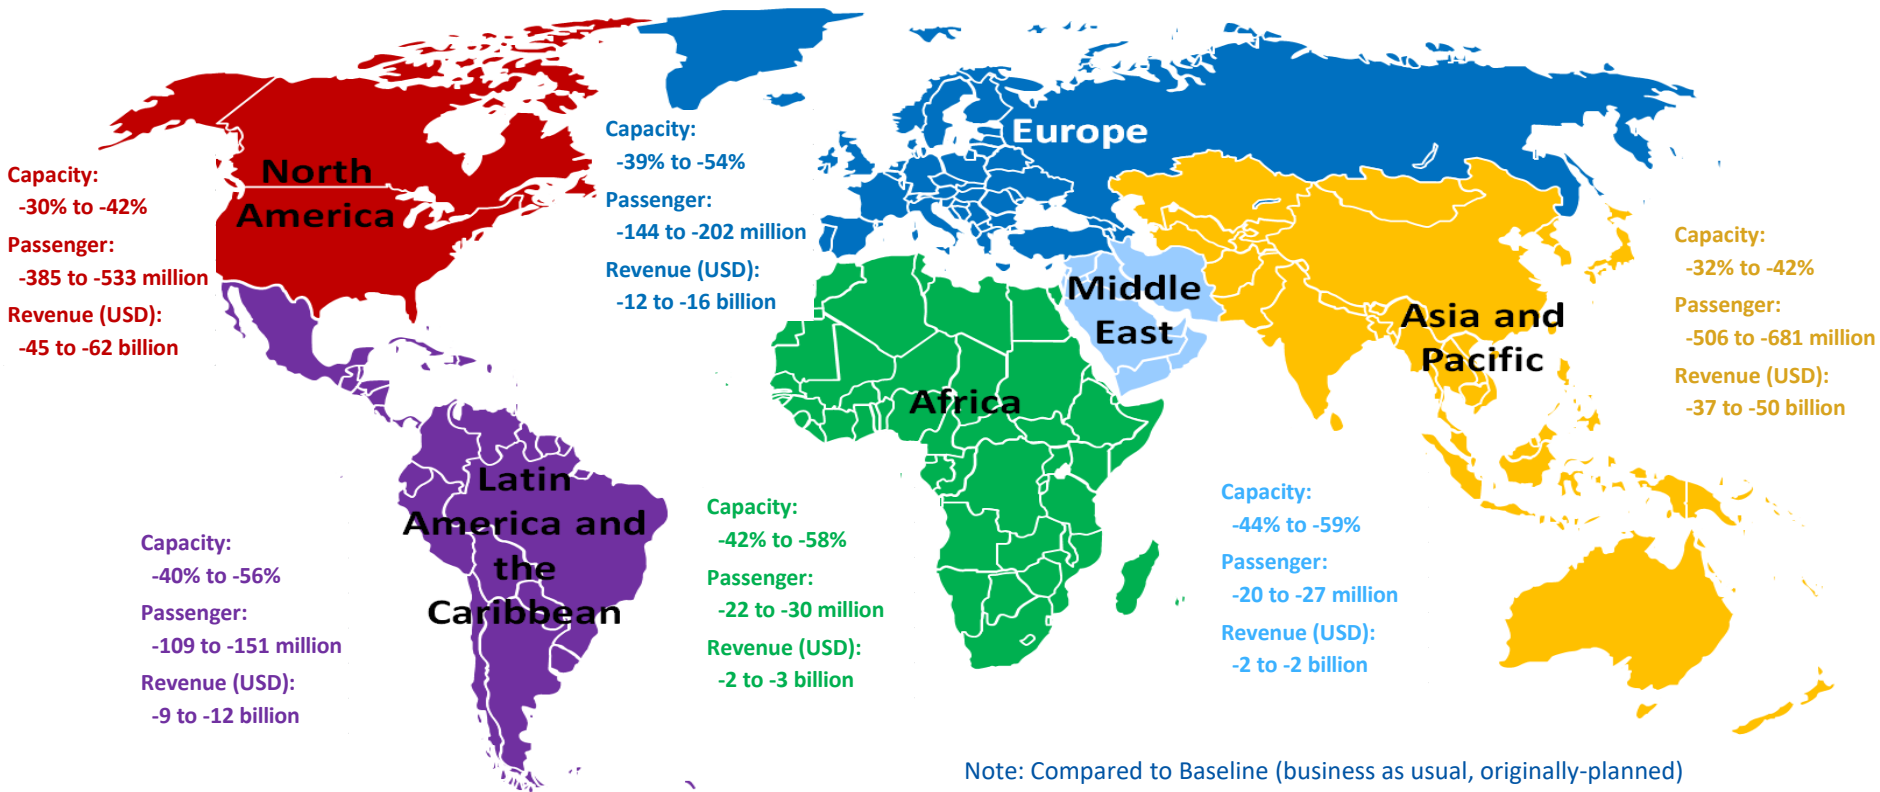 North
America
Capacity:
-30% to -42%
Passenger:
-385 to -533 million
Revenue (USD):
-45 to -62 billion
Capacity:
-39% to -54%
Passenger:
-144 to -202 million
Revenue (USD):
-12 to -16 billion
Europe
Middle
East
Asia and
Pacific
Capacity:
-32% to -42%
Passenger:
-506 to -681 million
Revenue (USD):
-37 to -50 billion
Africa
Latin
America and
the
Caribbean
Capacity:
-40% to -56%
Passenger:
-109 to -151 million
Revenue (USD):
-9 to -12 billion
Capacity:
-42% to -58%
Passenger:
-22 to -30 million
Revenue (USD):
-2 to -3 billion
Capacity:
-44% to -59%
Passenger:
-20 to -27 million
Revenue (USD):
-2 to -2 billion
Note: Compared to Baseline (business as usual, originally-planned)